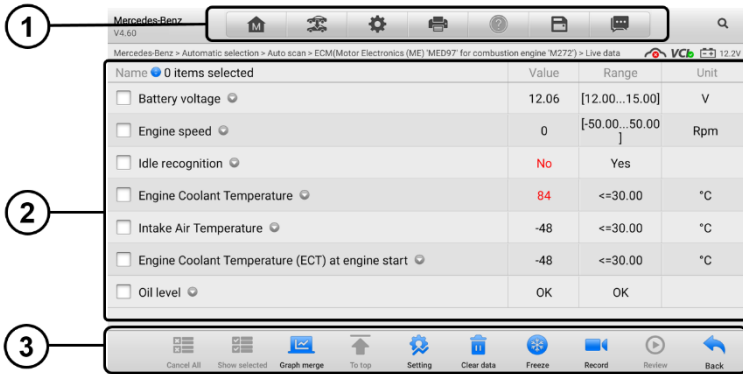 1
Mercedes-Benz
V4.60
M
?
Mercedes-Benz > Automatic selection > Auto scan > ECM(Motor Electronics (ME) 'MED97' for combustion engine 'M272') > Live data VCb 12.2V
Name 0 items selected Value Range Unit
2
Battery voltage 12.06 [12.00...15.00] V
Engine speed 0 [-50.00...50.00
] Rpm
Idle recognition No Yes
Engine Coolant Temperature 84 <=30.00 °C
Intake Air Temperature -48 <=30.00 °C
Engine Coolant Temperature (ECT) at engine start -48 <=30.00 °C
Oil level OK OK
3
Cancel All Show selected Graph merge To top Setting Clear data Freeze Record Review Back